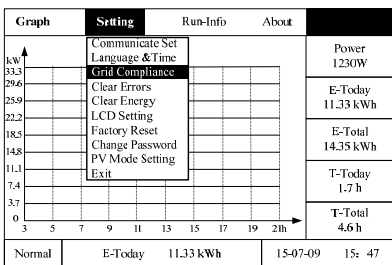 Graph Setting Run-Info About
Communicate Set
Language &Time
Grid Compliance
Clear Errors
Clear Energy
LCD Setting
Factory Reset
Change Password
PV Mode Setting
Exit
kW
33.3
29.6
25.9
22.2
18.5
14.8
11.1
7.4
3.7
0
3 5 7 9 11 13 15 17 19 21h
Power
1230W
E-Today
11.33 kWh
E-Total
14.35 kWh
T-Today
1.7 h
T-Total
4.6 h
Normal E-Today 11.33 kWh 15-07-09 15: 47